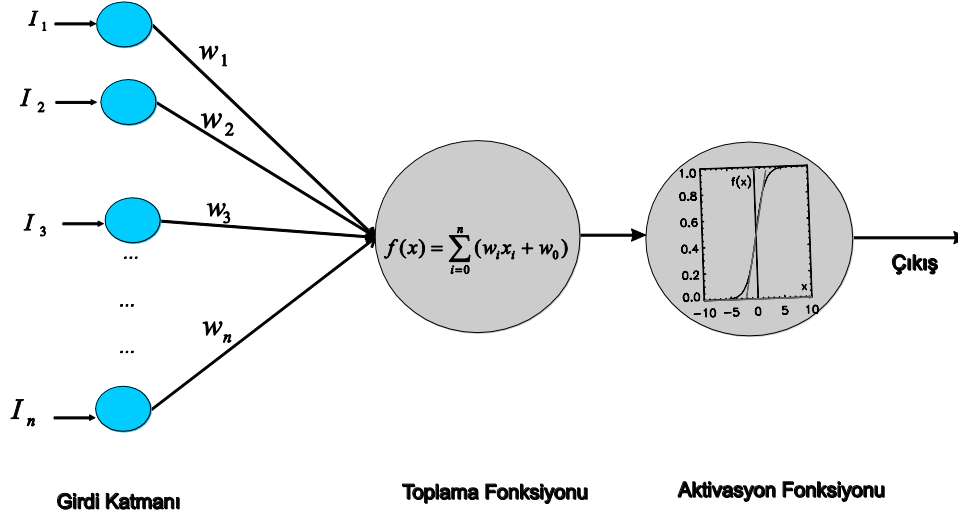 I₁
w₁
I₂
w₂
I₃
w₃
...
...
...
wₙ
Iₙ
f(x) = ∑ⁿᵢ₌₀ (wᵢxᵢ + w₀)
1.0
f(x)
0.8
0.6
0.4
0.2
x
0.0
-10 -5 0 5 10
Çıkış
Girdi Katmanı
Toplama Fonksiyonu
Aktivasyon Fonksiyonu